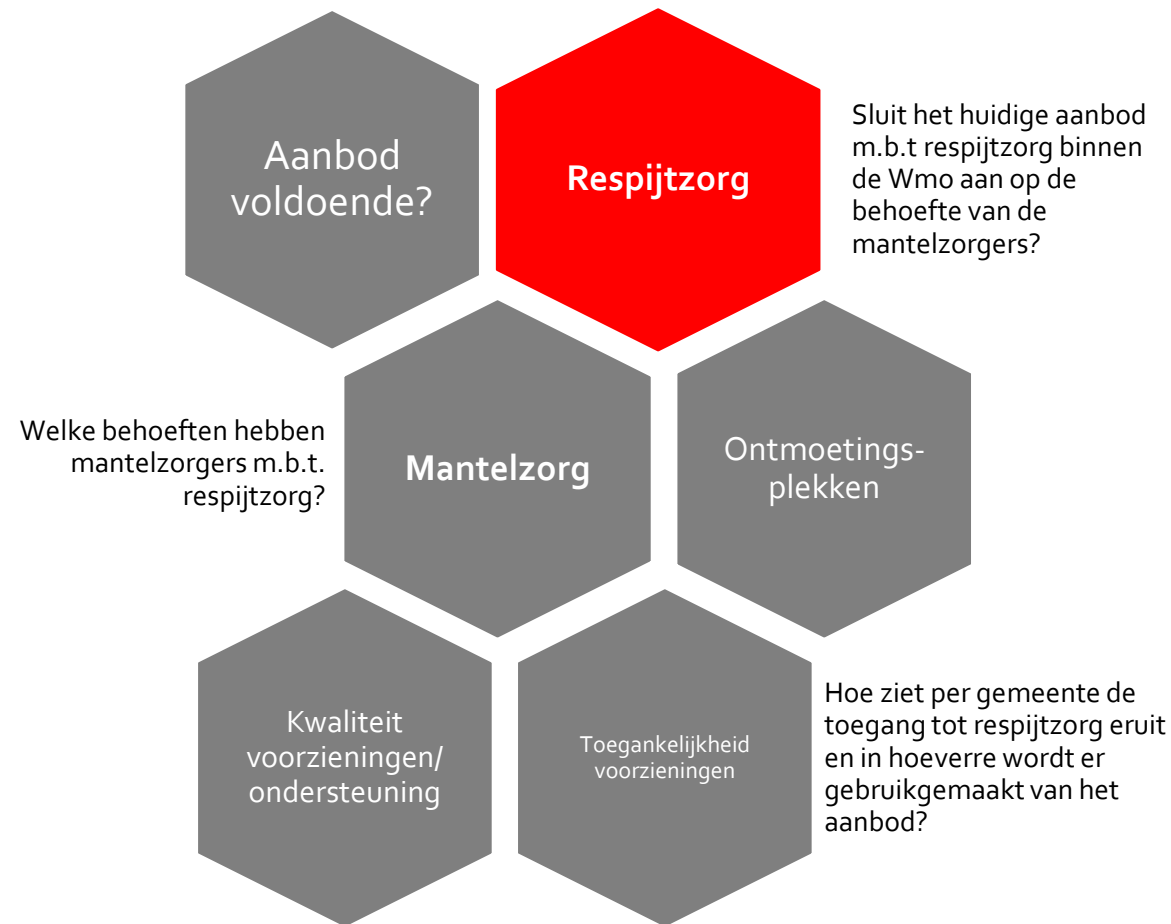 Aanbod
voldoende?
Respijtzorg
Sluit het huidige aanbod
m.b.t respijtzorg binnen
de Wmo aan op de
behoefte van de
mantelzorgers?
Welke behoeften hebben
mantelzorgers m.b.t.
respijtzorg?
Mantelzorg
Ontmoetings-
plekken
Kwaliteit
voorzieningen/
ondersteuning
Toegankelijkheid
voorzieningen
Hoe ziet per gemeente de
toegang tot respijtzorg eruit
en in hoeverre wordt er
gebruikgemaakt van het
aanbod?